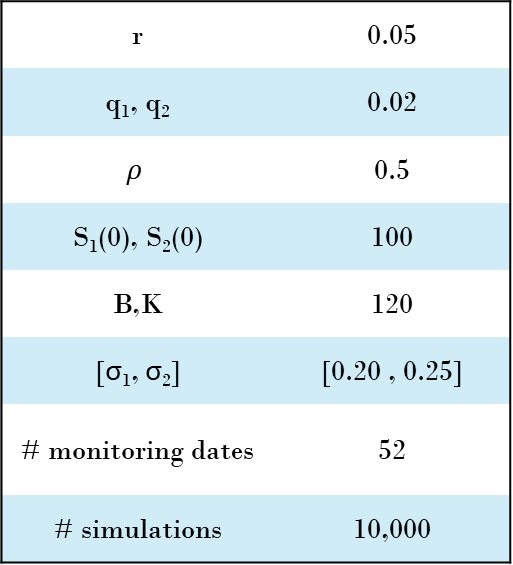 r 0.05
q₁, q₂ 0.02
ρ 0.5
S₁(0), S₂(0) 100
B,K 120
[σ₁, σ₂] [0.20 , 0.25]
# monitoring dates 52
# simulations 10,000